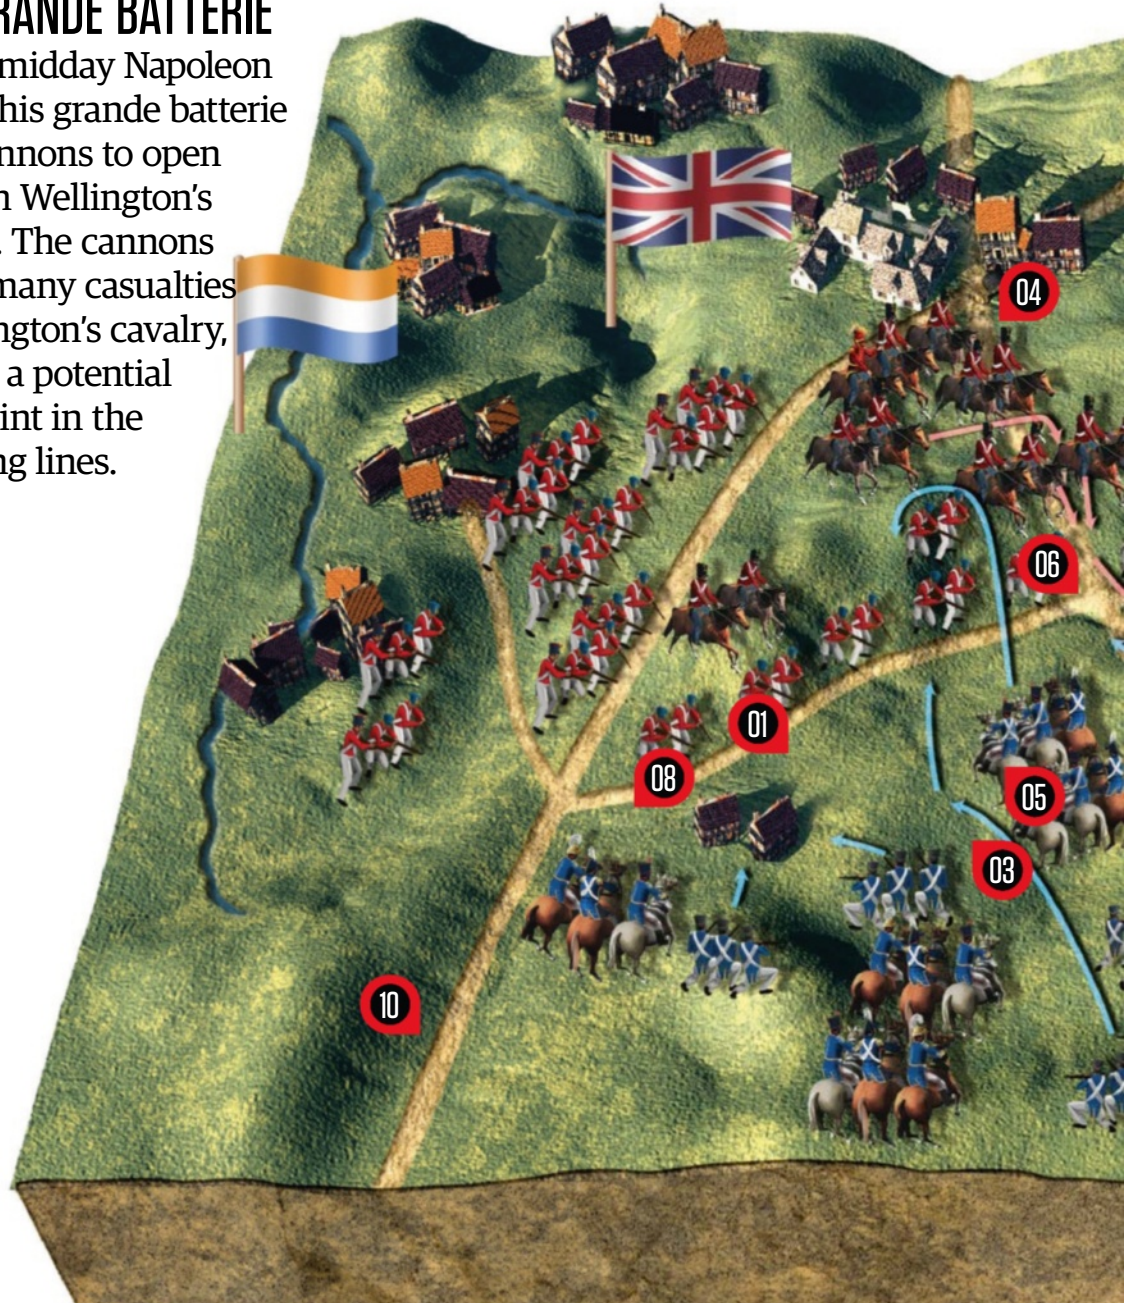 RANDE BATTERIE
midday Napoleon
his grande batterie
nnons to open
n Wellington's
. The cannons
many casualties
ngton's cavalry,
a potential
int in the
ng lines.
04
06
01
08
05
03
10